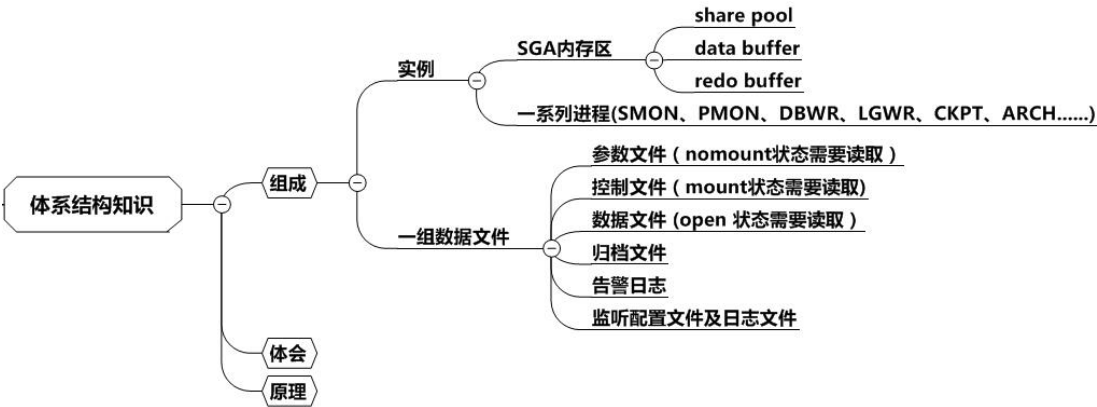 体系结构知识
组成
实例
SGA内存区
share pool
data buffer
redo buffer
一系列进程(SMON、PMON、DBWR、LGWR、CKPT、ARCH......)
一组数据文件
参数文件（nomount状态需要读取）
控制文件（mount状态需要读取)
数据文件 (open 状态需要读取）
归档文件
告警日志
监听配置文件及日志文件
体会
原理